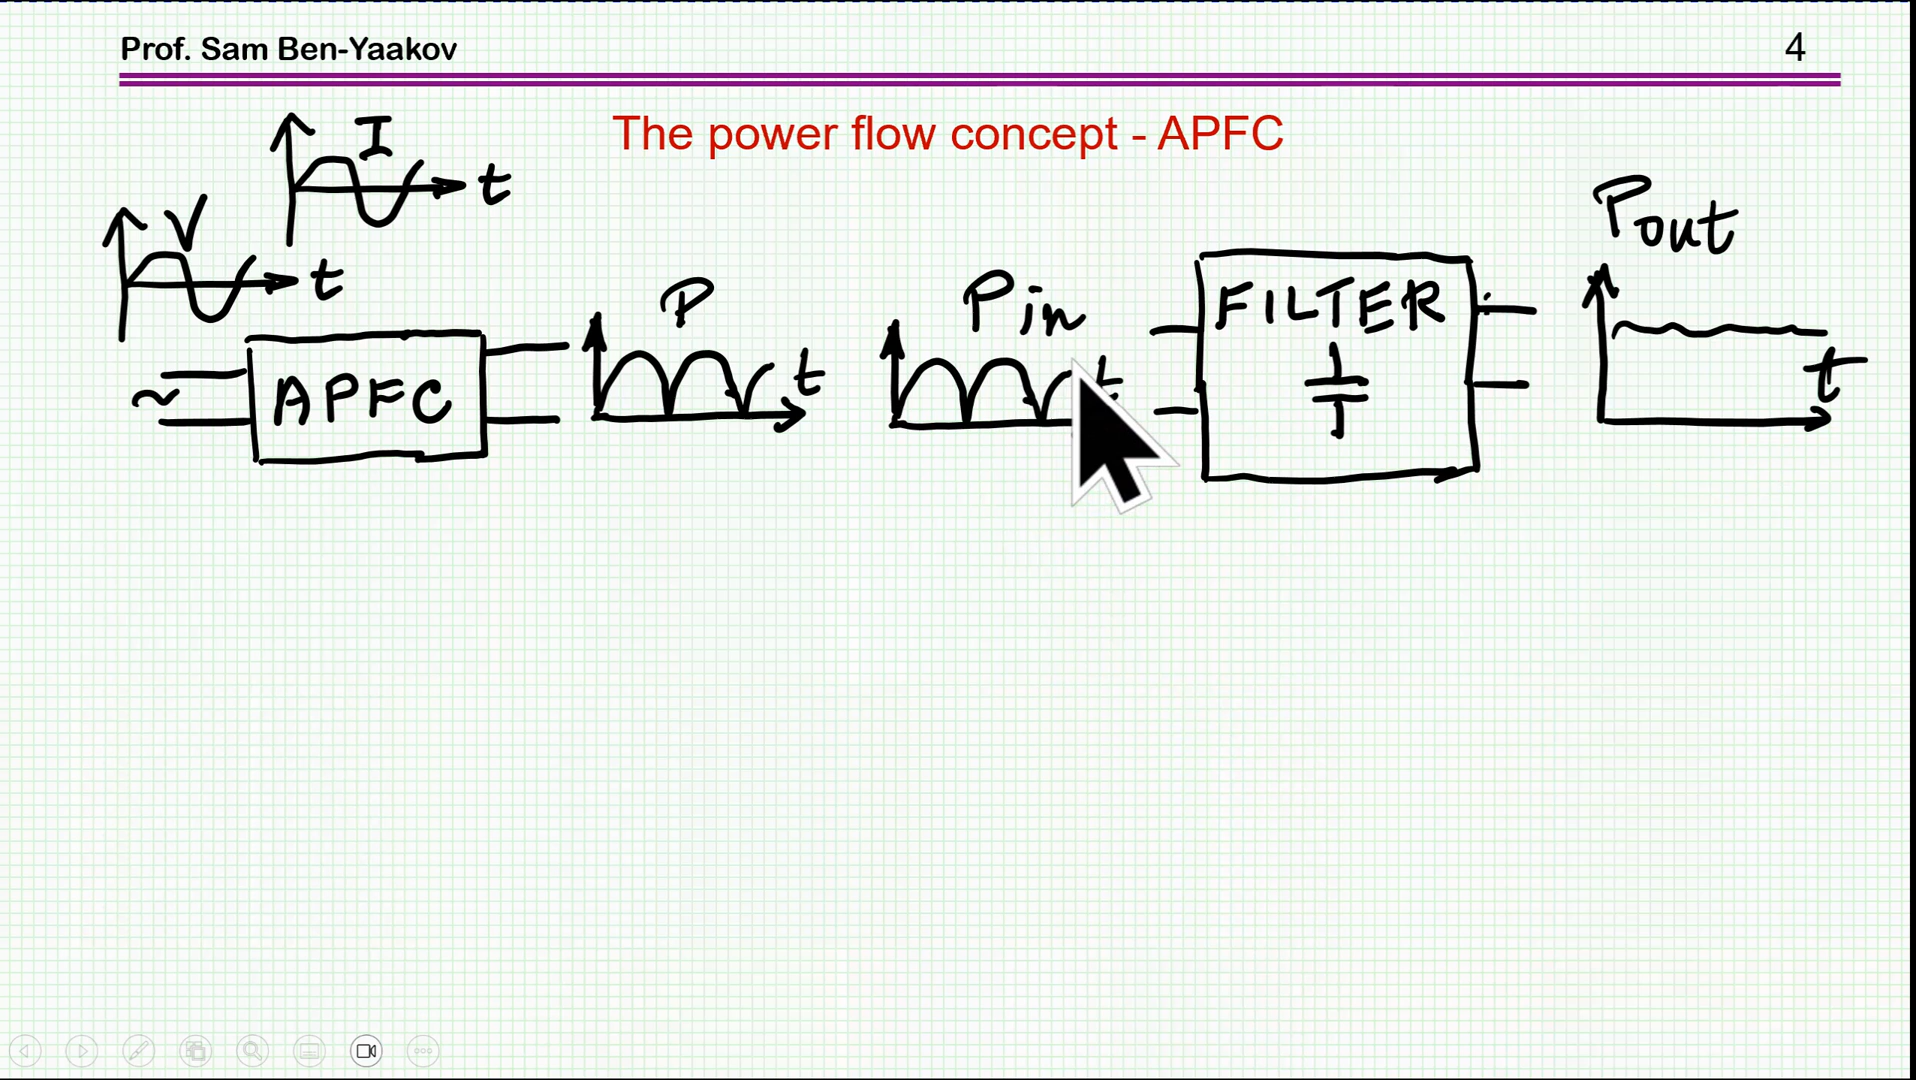 Prof. Sam Ben-Yaakov
4
The power flow concept - APFC
I
t
V
t
Pout
P
Pin
FILTER
t
t
t
~
APFC